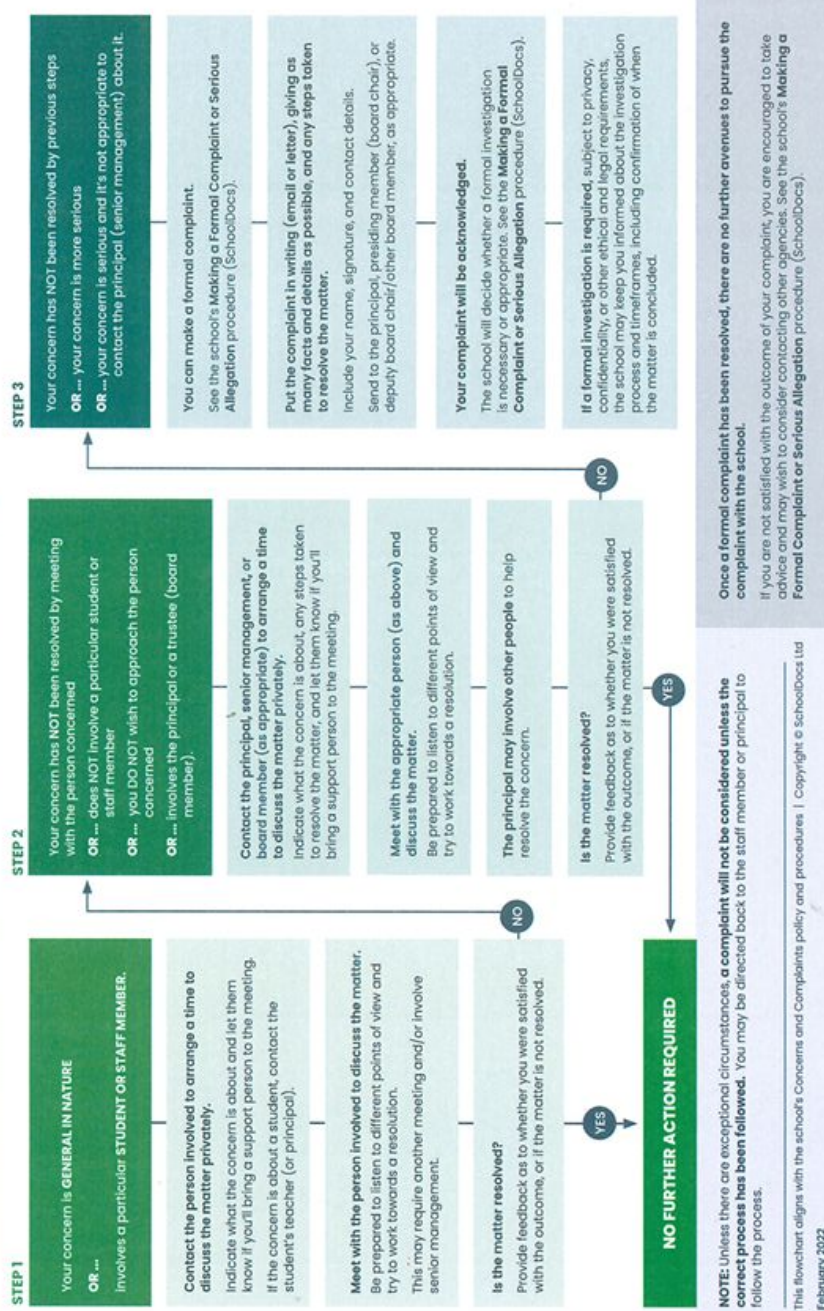 STEP 1
Your concern is GENERAL IN NATURE
OR ...
involves a particular STUDENT OR STAFF MEMBER.
Contact the person involved to arrange a time to
discuss the matter privately.
Indicate what the concern is about and let them
know if you'll bring a support person to the meeting.
If the concern is about a student, contact the
student's teacher (or principal).
Meet with the person involved to discuss the matter.
Be prepared to listen to different points of view and
try to work towards a resolution.
This may require another meeting and/or involve
senior management.
Is the matter resolved?
Provide feedback as to whether you were satisfied
with the outcome, or if the matter is not resolved.
NO
YES
NO FURTHER ACTION REQUIRED
STEP 2
Your concern has NOT been resolved by meeting
with the person concerned
OR ... does NOT involve a particular student or
staff member
OR ... you DO NOT wish to approach the person
concerned
OR ... involves the principal or a trustee (board
member).
Contact the principal, senior management, or
board member (as appropriate) to arrange a time
to discuss the matter privately.
Indicate what the concern is about, any steps taken
to resolve the matter, and let them know if you'll
bring a support person to the meeting.
Meet with the appropriate person (as above) and
discuss the matter.
Be prepared to listen to different points of view and
try to work towards a resolution.
The principal may involve other people to help
resolve the concern.
Is the matter resolved?
Provide feedback as to whether you were satisfied
with the outcome, or if the matter is not resolved.
NO
YES
STEP 3
Your concern has NOT been resolved by previous steps
OR ... your concern is more serious
OR ... your concern is serious and it's not appropriate to
contact the principal (senior management) about it.
You can make a formal complaint.
See the school's Making a Formal Complaint or Serious
Allegation procedure (SchoolDocs).
Put the complaint in writing (email or letter), giving as
many facts and details as possible, and any steps taken
to resolve the matter.
Include your name, signature, and contact details.
Send to the principal, presiding member (board chair), or
deputy board chair/other board member, as appropriate.
Your complaint will be acknowledged.
The school will decide whether a formal investigation
is necessary or appropriate. See the Making a Formal
Complaint or Serious Allegation procedure (SchoolDocs).
If a formal investigation is required, subject to privacy,
confidentiality, or other ethical and legal requirements,
the school may keep you informed about the investigation
process and timeframes, including confirmation of when
the matter is concluded.
NOTE: Unless there are exceptional circumstances, a complaint will not be considered unless the
correct process has been followed. You may be directed back to the staff member or principal to
follow the process.
This flowchart aligns with the school's Concerns and Complaints policy and procedures | Copyright © SchoolDocs Ltd
February 2022
Once a formal complaint has been resolved, there are no further avenues to pursue the
complaint with the school.
If you are not satisfied with the outcome of your complaint, you are encouraged to take
advice and may wish to consider contacting other agencies. See the school's Making a
Formal Complaint or Serious Allegation procedure (SchoolDocs).